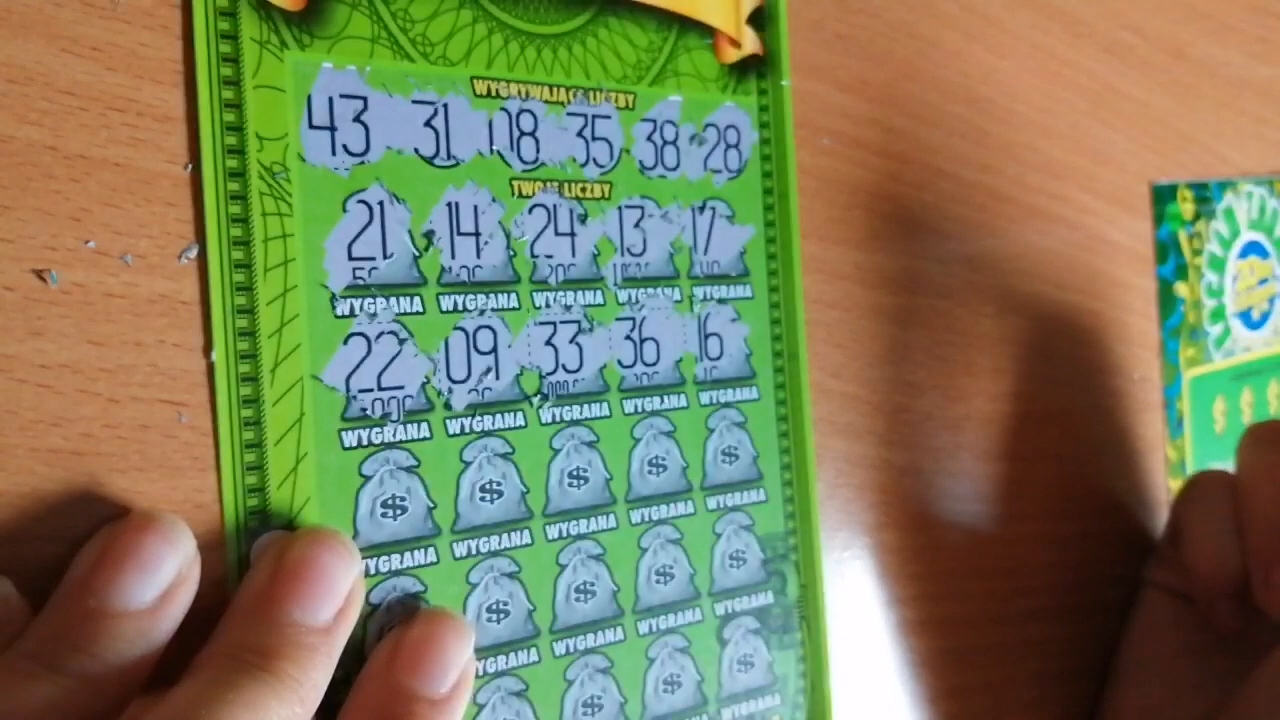 WYGRYWAJĄCE LICZBY
43 31 08 35 38 28
TWOJE LICZBY
21 14 24 13 17
WYGRANA WYGRANA WYGRANA WYGRANA WYGRANA
22 09 33 36 16
WYGRANA WYGRANA WYGRANA WYGRANA WYGRANA
$ $ $ $ $
WYGRANA WYGRANA WYGRANA WYGRANA WYGRANA
$ $ $ $
WYGRANA WYGRANA WYGRANA WYGRANA
$ $ $
WYGRANA WYGRANA